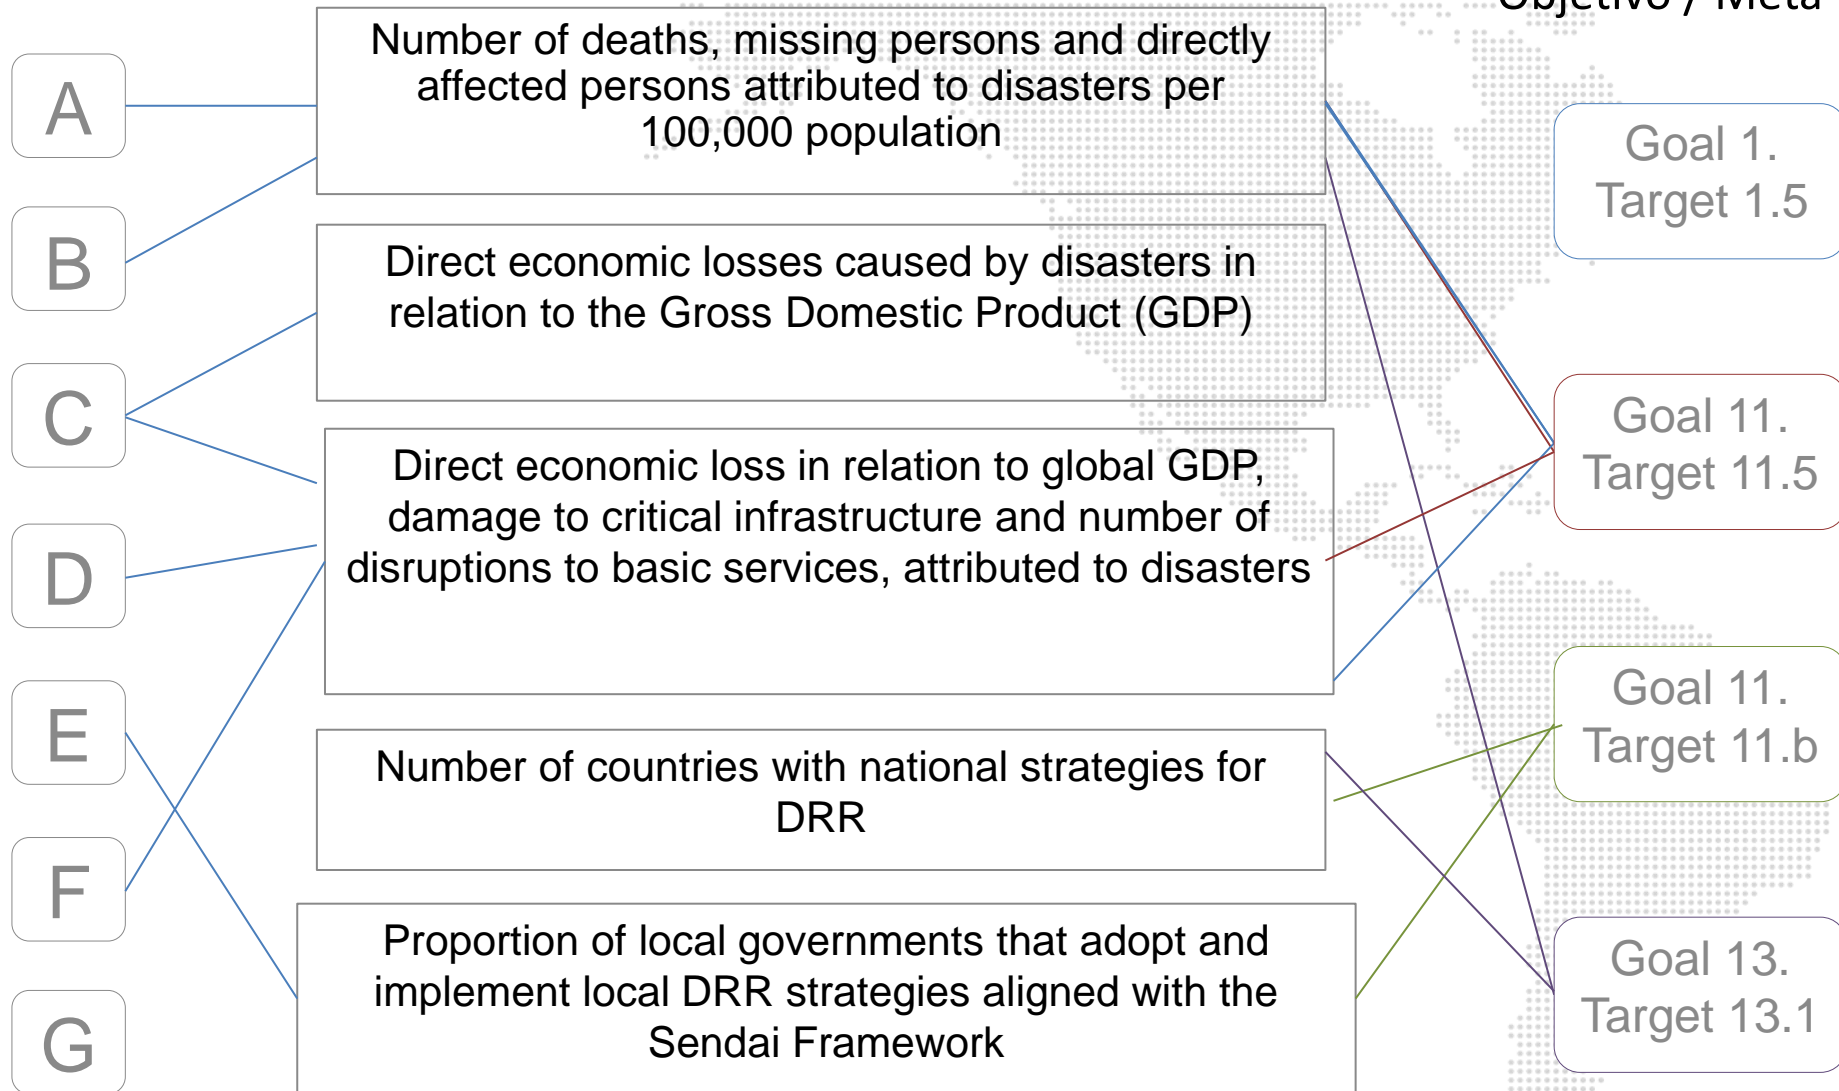 Objetivo / Meta
A
B
C
D
E
F
G
Number of deaths, missing persons and directly
affected persons attributed to disasters per
100,000 population
Direct economic losses caused by disasters in
relation to the Gross Domestic Product (GDP)
Direct economic loss in relation to global GDP,
damage to critical infrastructure and number of
disruptions to basic services, attributed to disasters
Number of countries with national strategies for
DRR
Proportion of local governments that adopt and
implement local DRR strategies aligned with the
Sendai Framework
Goal 1.
Target 1.5
Goal 11.
Target 11.5
Goal 11.
Target 11.b
Goal 13.
Target 13.1